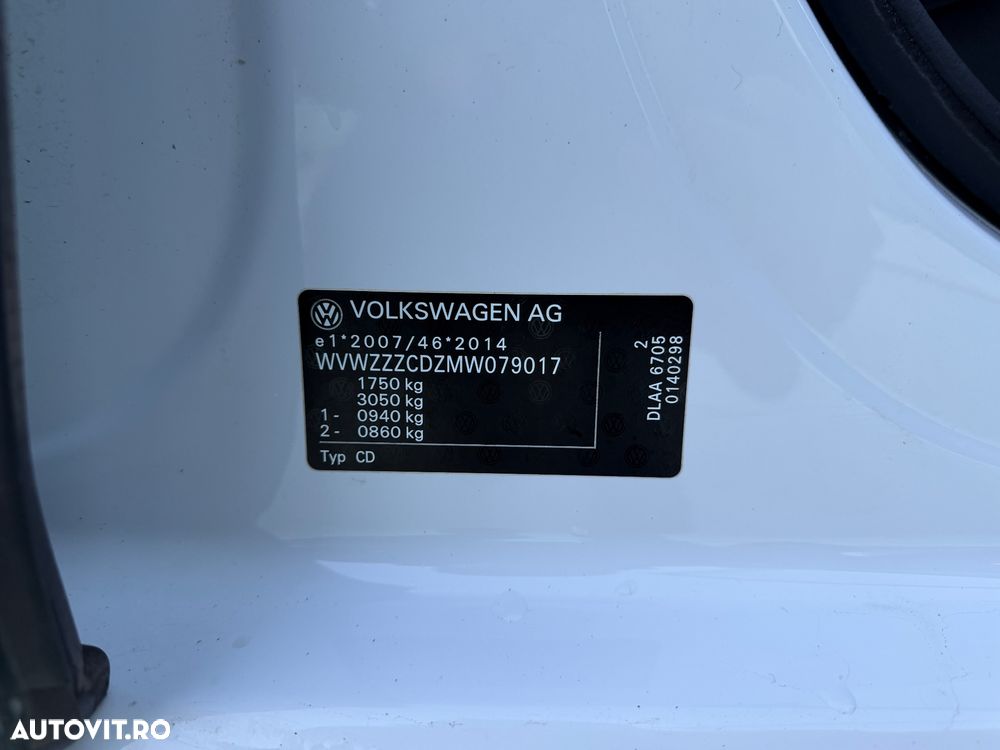 VOLKSWAGEN AG
e1*2007/46*2014
WVWZZZCDZMW079017
1750 kg
3050 kg
1- 0940 kg
2- 0860 kg
Typ CD
2
DLAA 6705
0140298
AUTOVIT.RO